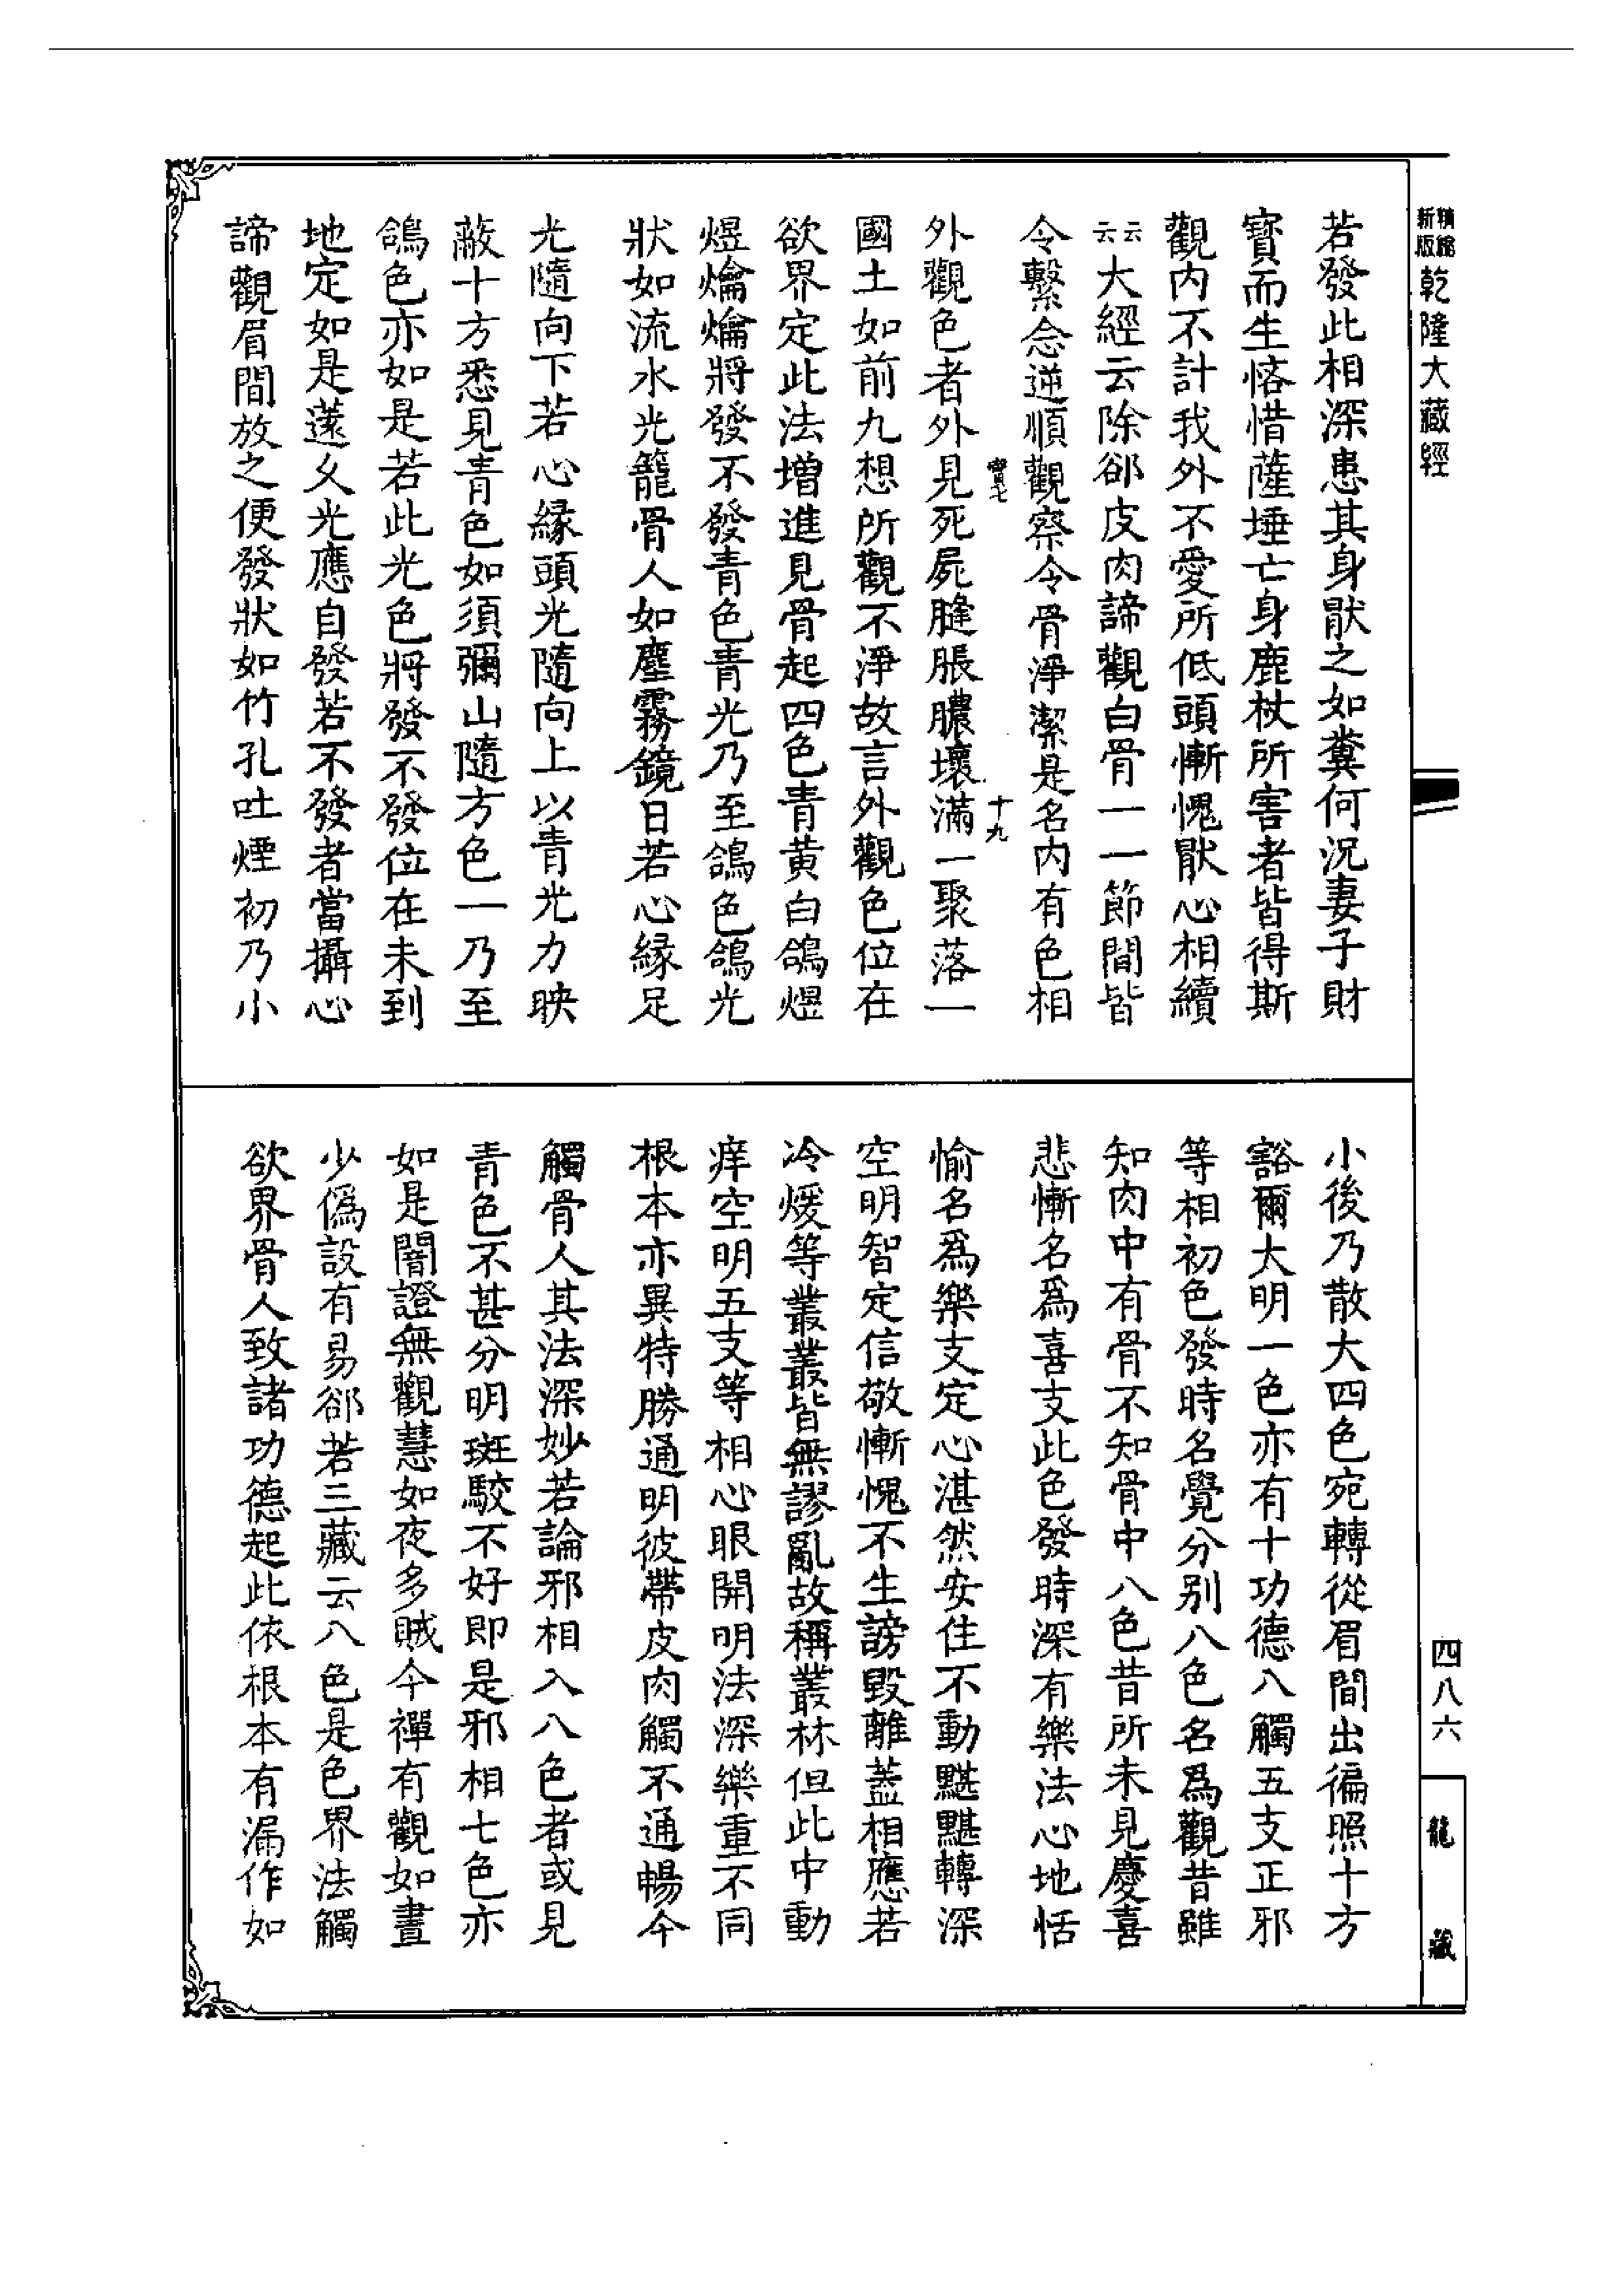 精縮
新版
乾隆大藏經
若發此相深患其身猒之如糞何況妻子財
寳而生悋惜薩埵亡身鹿杖所害者皆得斯
觀内不計我外不愛所低頭慚愧猒心相續
云云大經云除郤皮肉諦觀白骨一一節間皆
令繫念逆順觀察令骨淨潔是名内有色相
寳七
十九
外觀色者外見死屍膖脹膿壞滿一聚落一
國土如前九想所觀不淨故言外觀色位在
欲界定此法增進見骨起四色青黄白鴿煜
煜爚爚將發不發青色青光乃至鴿色鴿光
狀如流水光籠骨人如塵霧鏡日若心緣足
光隨向下若心緣頭光隨向上以青光力映
蔽十方悉見青色如須彌山隨方色一乃至
鴿色亦如是若此光色將發不發位在未到
地定如是遠乆光應自發若不發者當攝心
諦觀眉間放之便發狀如竹孔吐煙初乃小
小後乃散大四色宛轉從眉間出徧照十方
豁爾大明一色亦有十功德八觸五支正邪
等相初色發時名覺分別八色名爲觀昔雖
知肉中有骨不知骨中八色昔所未見慶喜
悲慚名爲喜支此色發時深有樂法心地恬
愉名爲樂支定心湛然安住不動黮黮轉深
空明智定信敬慚愧不生謗毀離蓋相應若
冷煖等叢叢皆無謬亂故稱叢林但此中動
痒空明五支等相心眼開明法深樂重不同
根本亦異特勝通明彼帶皮肉觸不通暢今
觸骨人其法深妙若論邪相入八色者或見
青色不甚分明斑駮不好即是邪相七色亦
如是闇證無觀慧如夜多賊今禪有觀如晝
少僞設有易郤若三藏云八色是色界法觸
欲界骨人致諸功德起此依根本有漏作如
四八六
龍藏